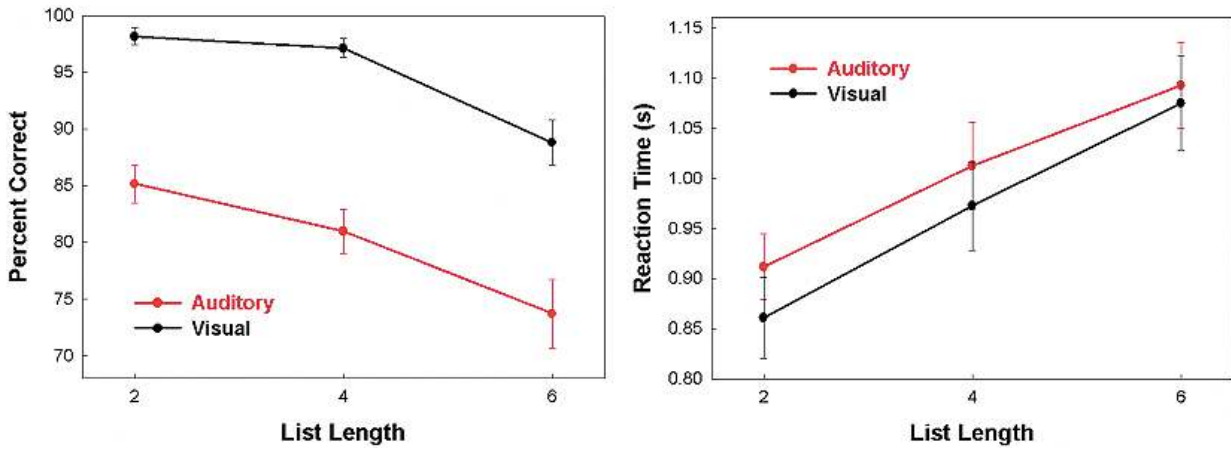 100
95
90
85
80
75
70
Percent Correct
Auditory
Visual
2
4
6
List Length
1.15
1.10
1.05
1.00
0.95
0.90
0.85
0.80
Reaction Time (s)
Auditory
Visual
2
4
6
List Length